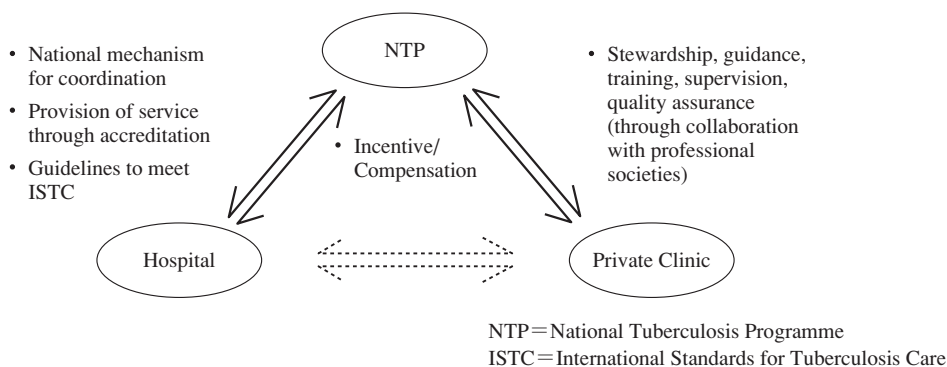 NTP
• National mechanism
for coordination
• Provision of service
through accreditation
• Guidelines to meet
ISTC
• Incentive/
Compensation
• Stewardship, guidance,
training, supervision,
quality assurance
(through collaboration
with professional
societies)
Hospital
Private Clinic
NTP=National Tuberculosis Programme
ISTC=International Standards for Tuberculosis Care